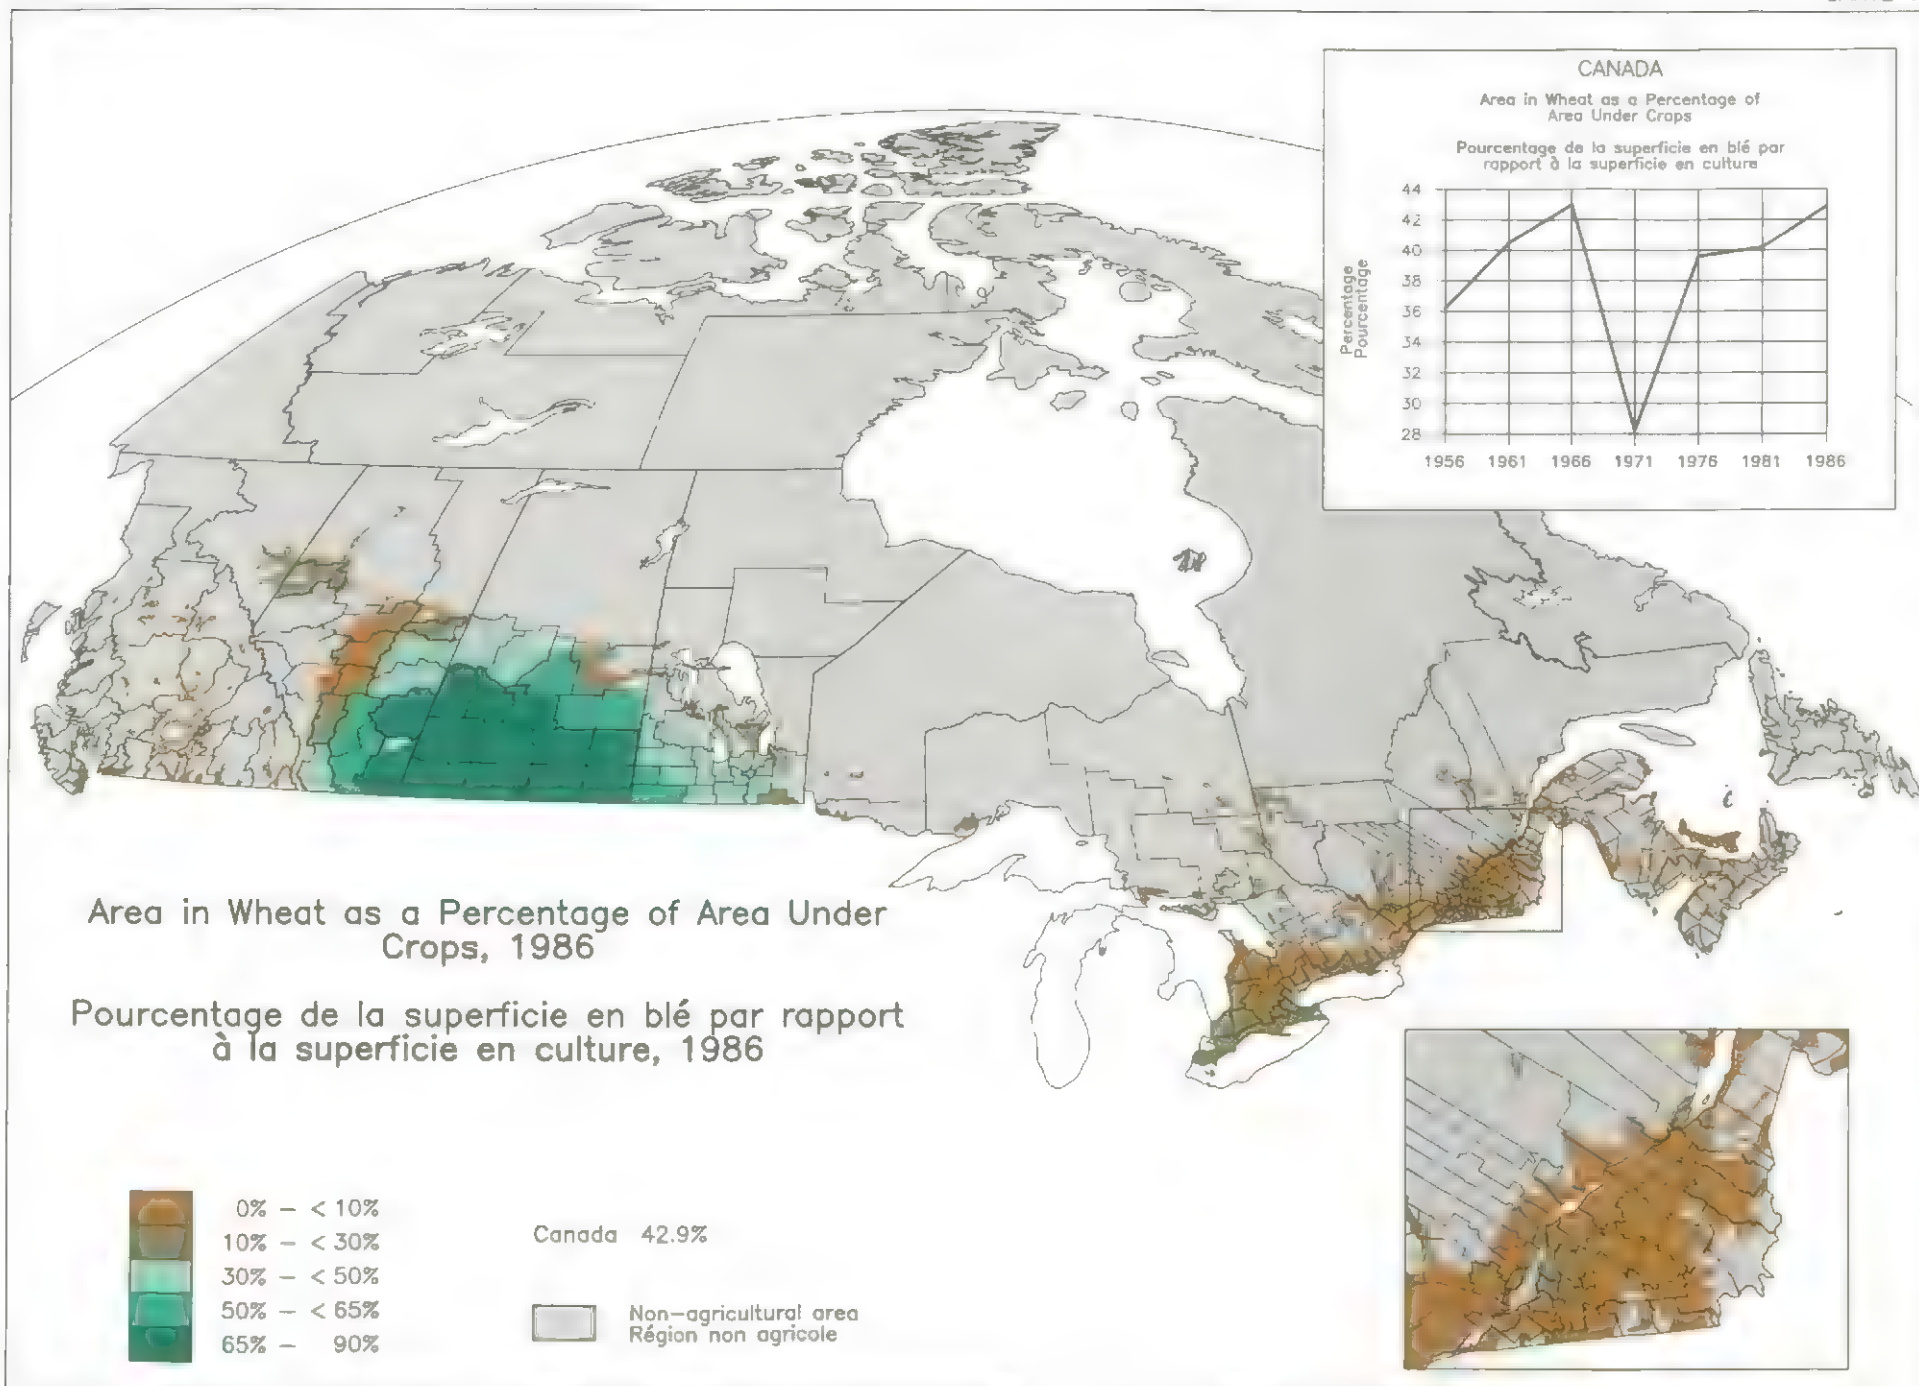 CANADA
Area in Wheat as a Percentage of
Area Under Crops
Pourcentage de la superficie en blé par
rapport à la superficie en culture
Percentage
Pourcentage
44
42
40
38
36
34
32
30
28
1956 1961 1966 1971 1976 1981 1986
Area in Wheat as a Percentage of Area Under
Crops, 1986
Pourcentage de la superficie en blé par rapport
à la superficie en culture, 1986
0% - < 10%
10% - < 30%
30% - < 50%
50% - < 65%
65% - 90%
Canada 42.9%
Non-agricultural area
Région non agricole